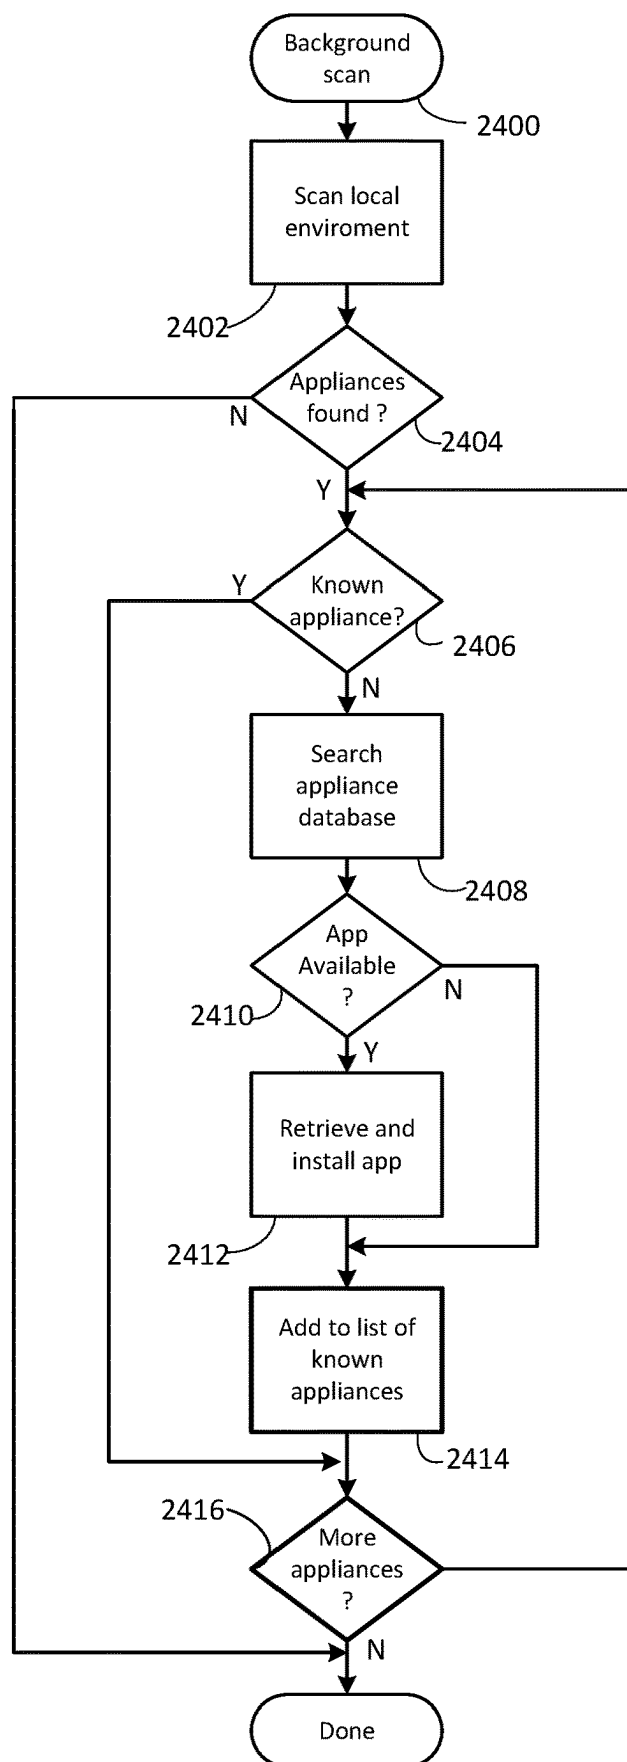 Background
scan
2400
Scan local
enviroment
2402
Appliances
found ?
N
2404
Y
Y
Known
appliance?
2406
N
Search
appliance
database
2408
App
Available
?
2410
N
Y
Retrieve and
install app
2412
Add to list of
known
appliances
2414
2416
More
appliances
?
N
Done